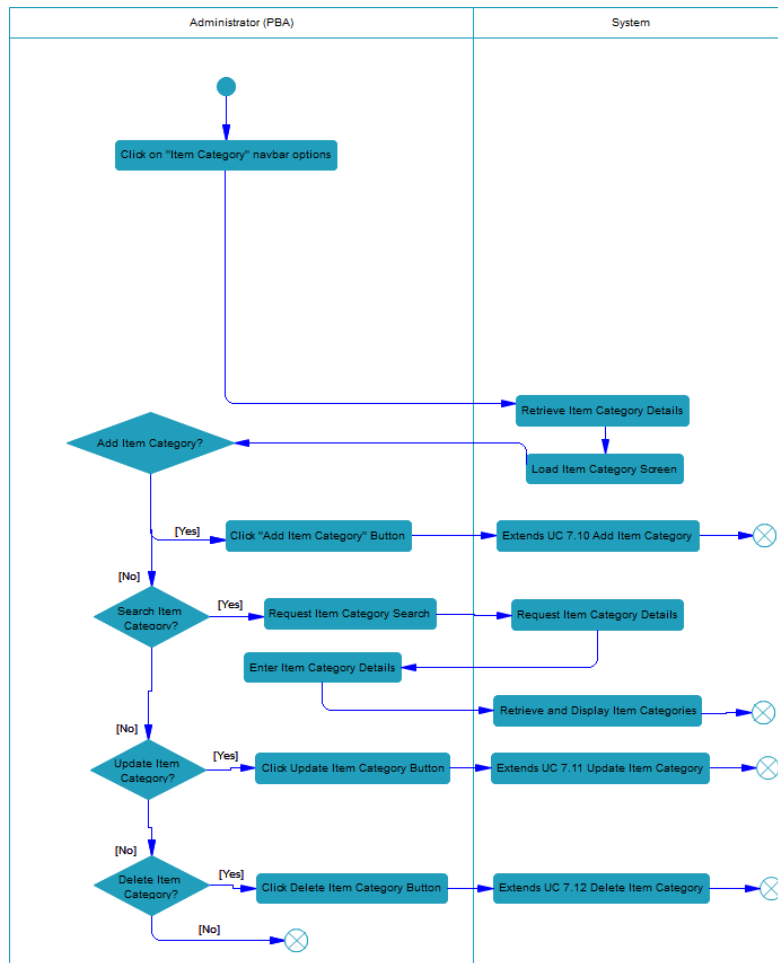 Administrator (PBA)
System
Click on "Item Category" navbar options
Retrieve Item Category Details
Add Item Category?
Load Item Category Screen
[Yes]
Click "Add Item Category" Button
Extends UC 7.10 Add Item Category
[No]
Search Item
Category?
[Yes]
Request Item Category Search
Request Item Category Details
Enter Item Category Details
Retrieve and Display Item Categories
[No]
Update Item
Category?
[Yes]
Click Update Item Category Button
Extends UC 7.11 Update Item Category
[No]
Delete Item
Category?
[Yes]
Click Delete Item Category Button
Extends UC 7.12 Delete Item Category
[No]